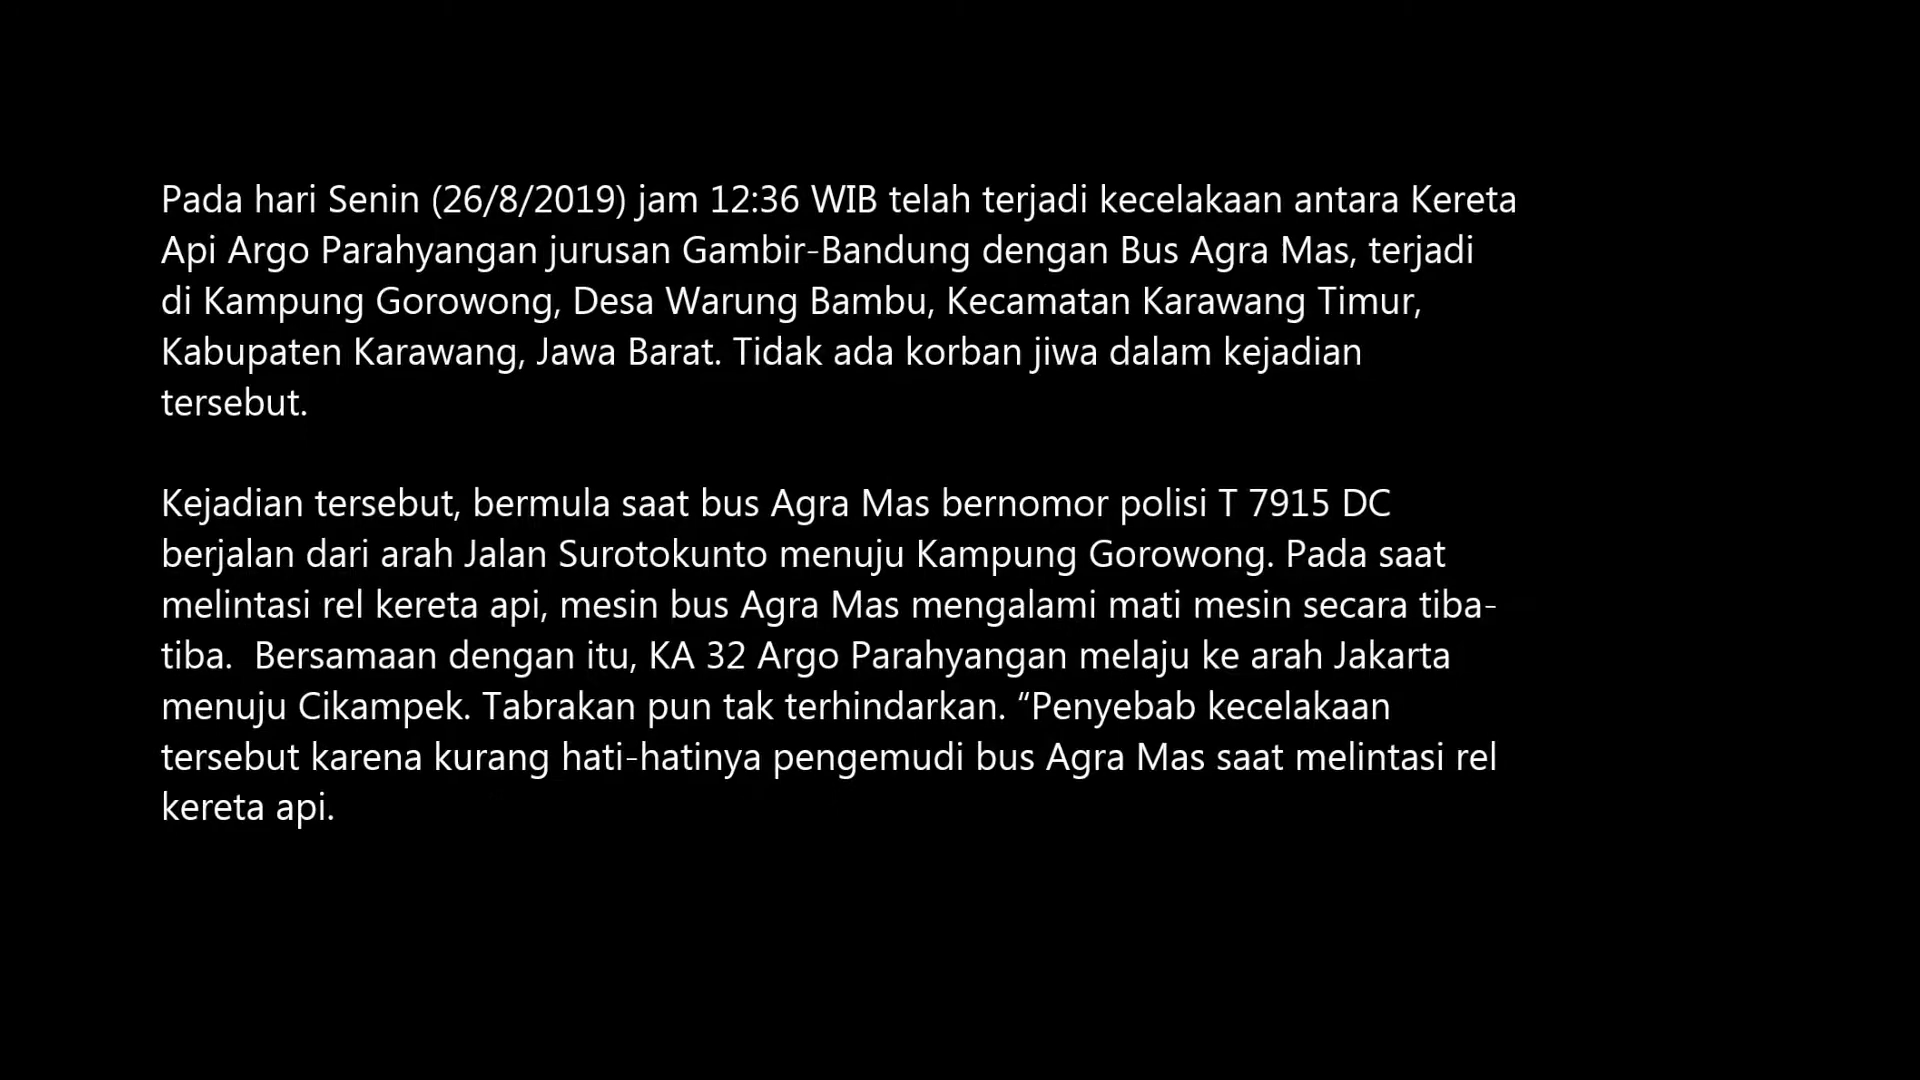 Pada hari Senin (26/8/2019) jam 12:36 WIB telah terjadi kecelakaan antara Kereta
Api Argo Parahyangan jurusan Gambir-Bandung dengan Bus Agra Mas, terjadi
di Kampung Gorowong, Desa Warung Bambu, Kecamatan Karawang Timur,
Kabupaten Karawang, Jawa Barat. Tidak ada korban jiwa dalam kejadian
tersebut.
Kejadian tersebut, bermula saat bus Agra Mas bernomor polisi T 7915 DC
berjalan dari arah Jalan Surotokunto menuju Kampung Gorowong. Pada saat
melintasi rel kereta api, mesin bus Agra Mas mengalami mati mesin secara tiba-
tiba.  Bersamaan dengan itu, KA 32 Argo Parahyangan melaju ke arah Jakarta
menuju Cikampek. Tabrakan pun tak terhindarkan. “Penyebab kecelakaan
tersebut karena kurang hati-hatinya pengemudi bus Agra Mas saat melintasi rel
kereta api.